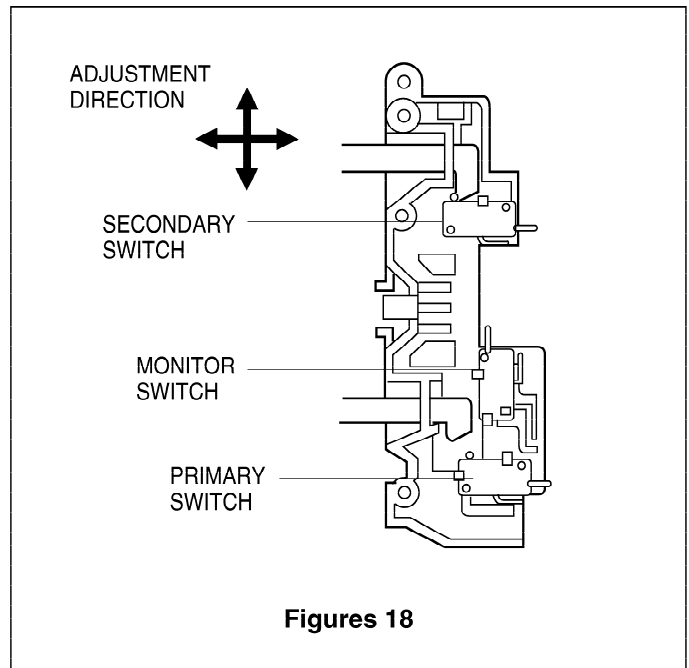 ADJUSTMENT
DIRECTION
SECONDARY
SWITCH
MONITOR
SWITCH
PRIMARY
SWITCH
Figures 18